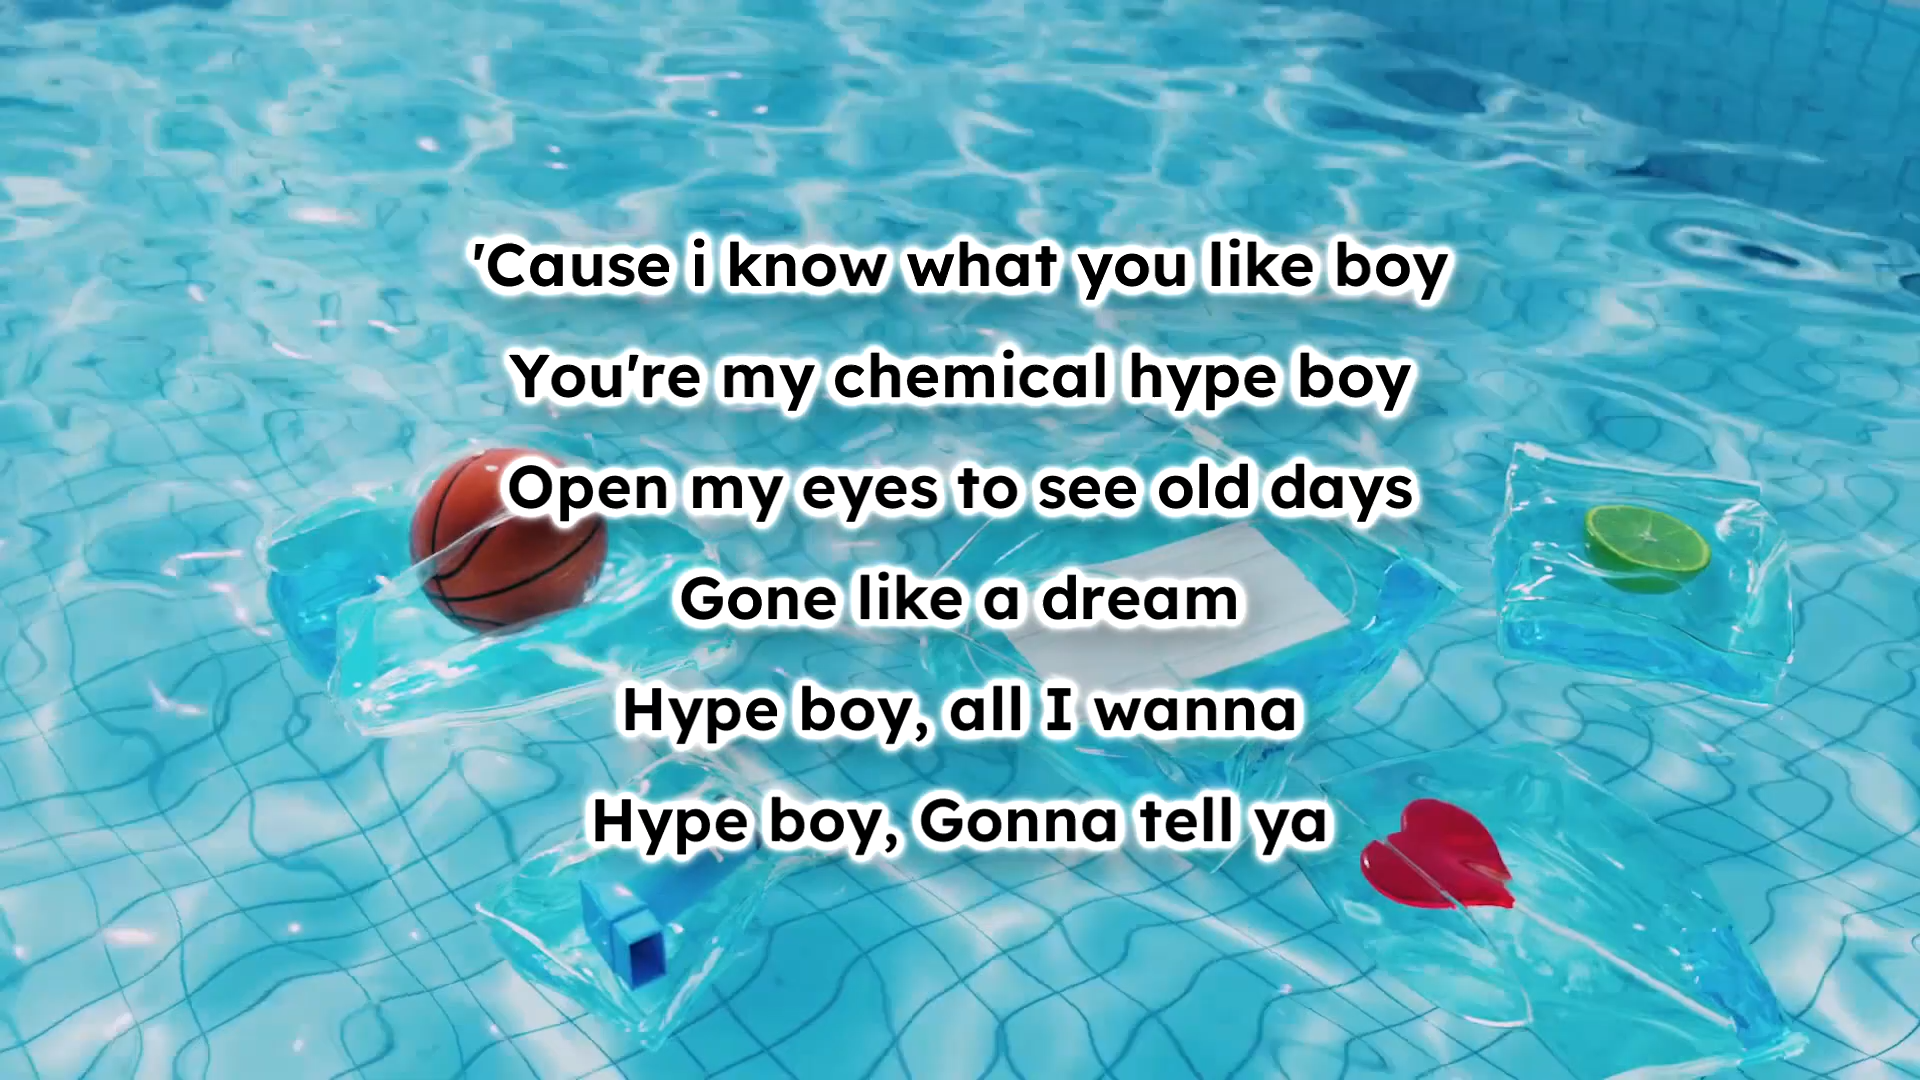 'Cause i know what you like boy
You're my chemical hype boy
Open my eyes to see old days
Gone like a dream
Hype boy, all I wanna
Hype boy, Gonna tell ya